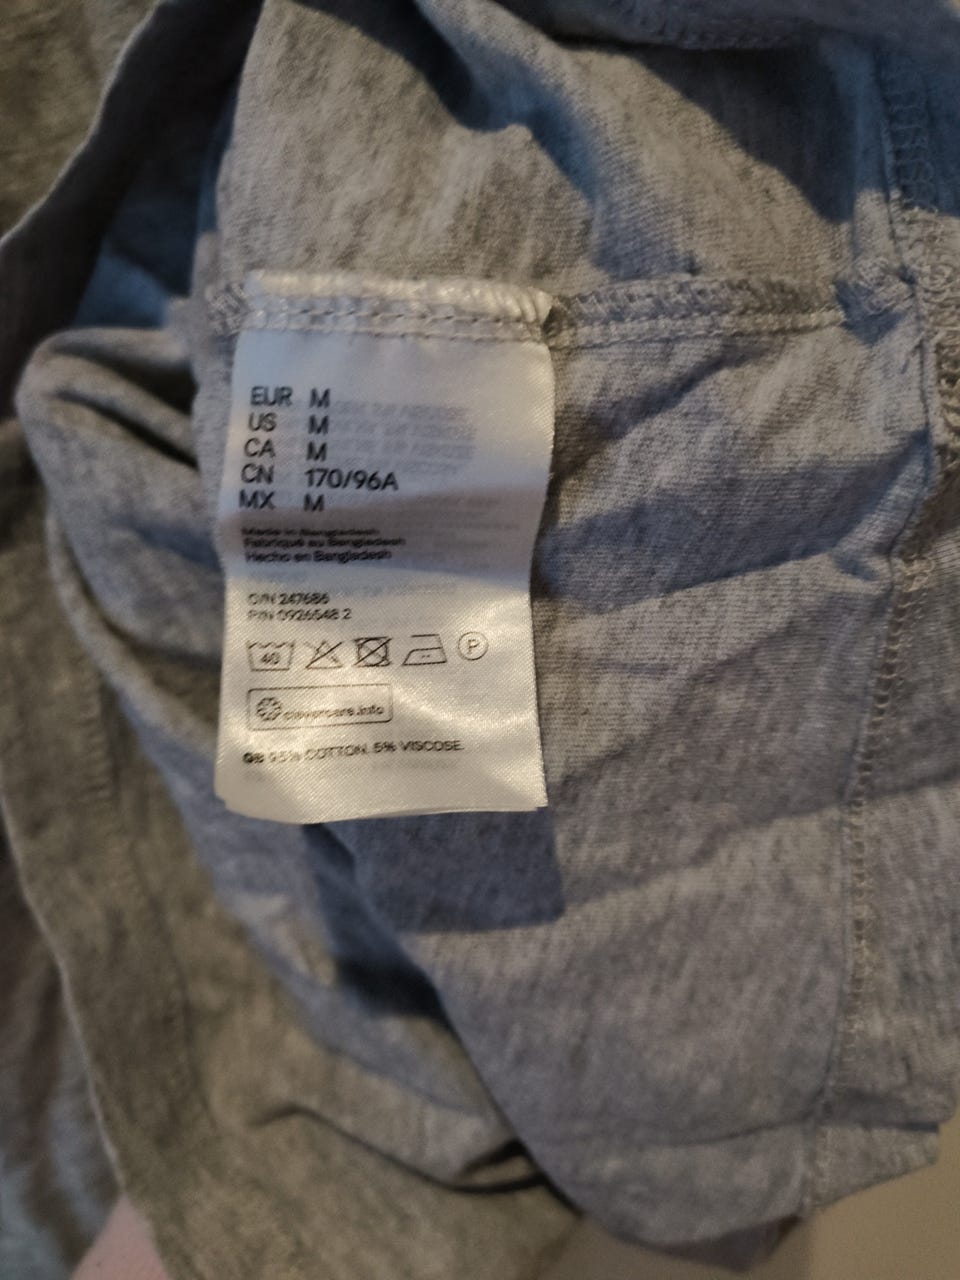 EUR M
US M
CA M
CN 170/96A
MX M
Made in Bangladesh
Fabriqué au Bangladesh
Hecho en Bangladesh
O/N 247686
P/N 0926548 2
40
P
clevercare.info
GB 95% COTTON. 5% VISCOSE.